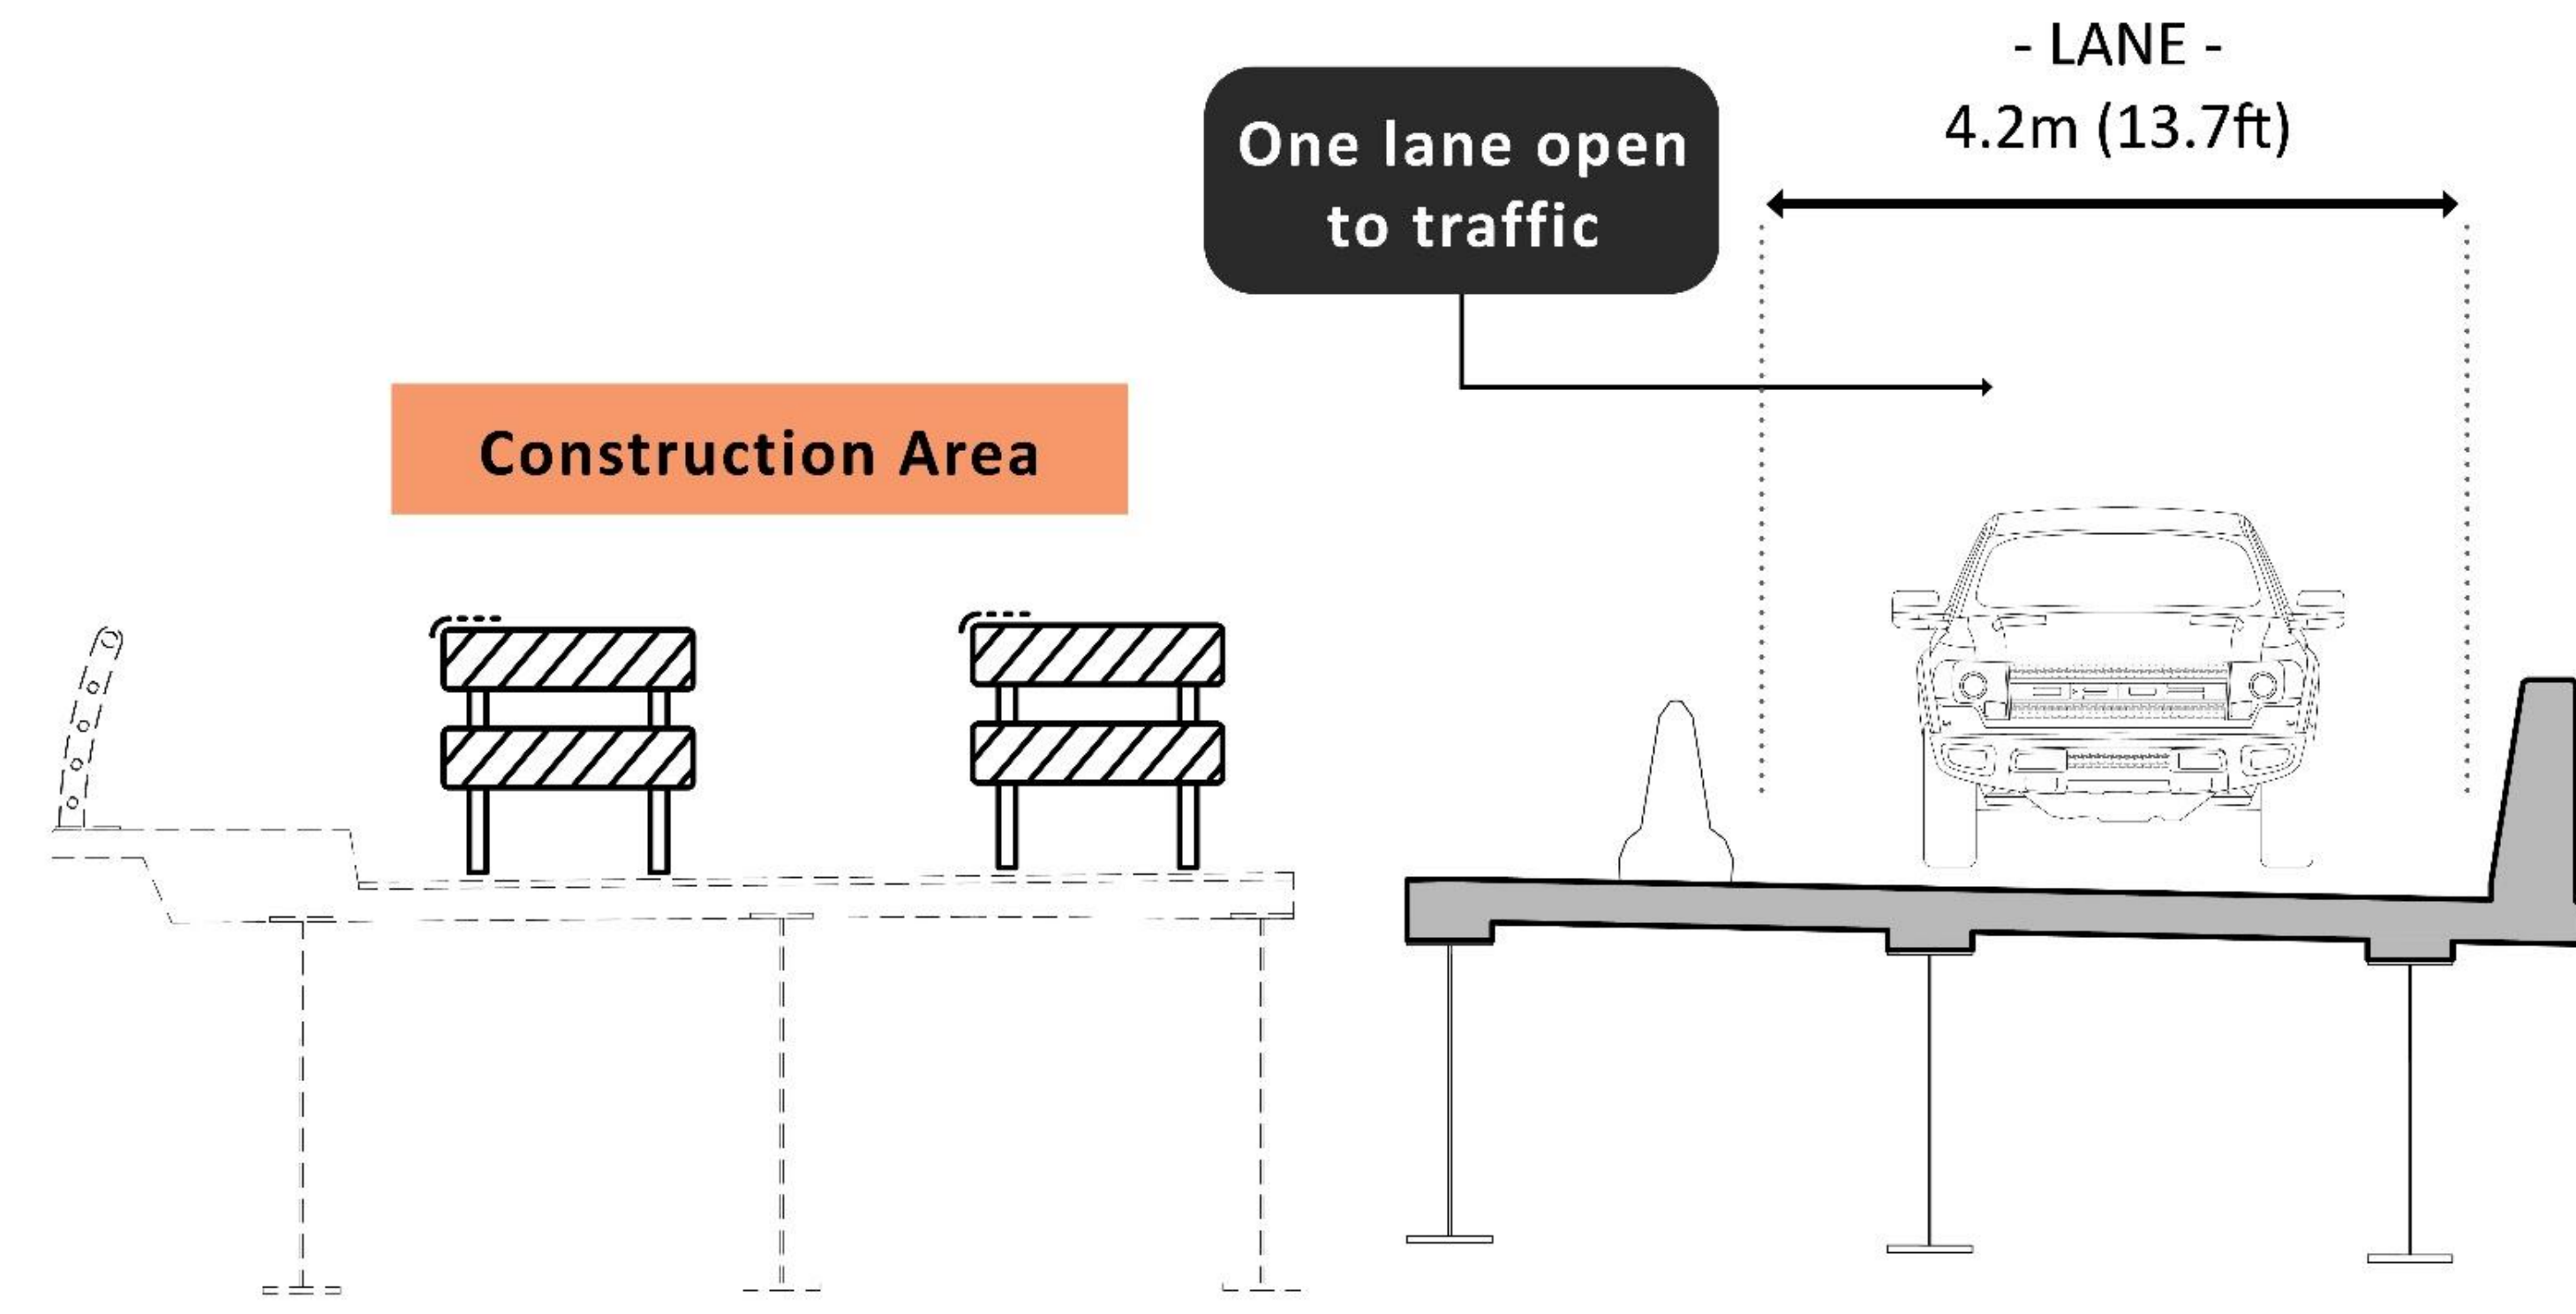 - LANE -
4.2m (13.7ft)
One lane open
to traffic
Construction Area